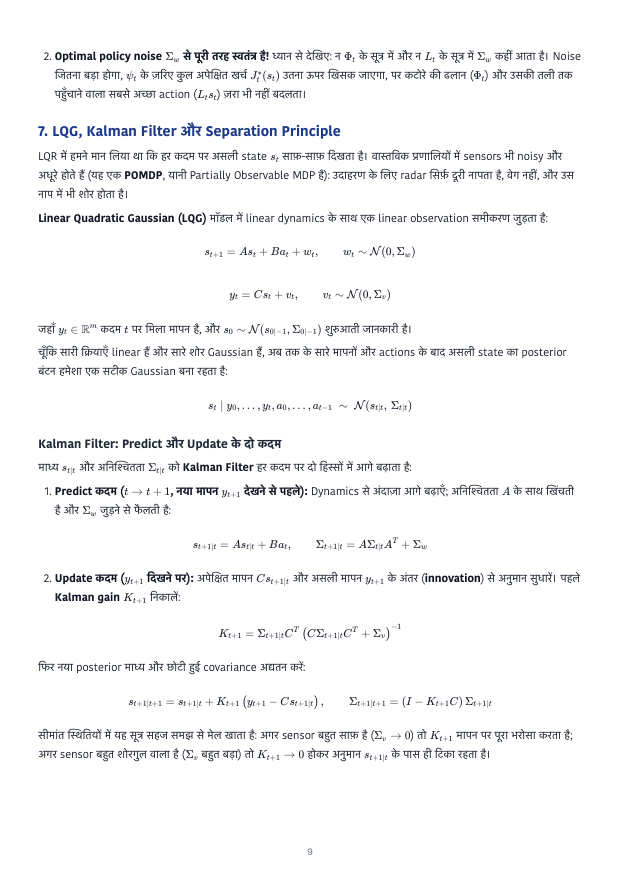 2. Optimal policy noise Σ_w से पूरी तरह स्वतंत्र है! ध्यान से देखिए: न Φ_t के सूत्र में और न L_t के सूत्र में Σ_w कहीं आता है। Noise
जितना बड़ा होगा, ψ_t के ज़रिए कुल अपेक्षित खर्च J_t^*(s_t) उतना ऊपर खिसक जाएगा, पर कटोरे की ढलान (Φ_t) और उसकी तली तक
पहुँचाने वाला सबसे अच्छा action (L_t s_t) ज़रा भी नहीं बदलता।
7. LQG, Kalman Filter और Separation Principle
LQR में हमने मान लिया था कि हर कदम पर असली state s_t साफ़-साफ़ दिखता है। वास्तविक प्रणालियों में sensors भी noisy और
अधूरे होते हैं (यह एक POMDP, यानी Partially Observable MDP है): उदाहरण के लिए radar सिर्फ़ दूरी नापता है, वेग नहीं, और उस
नाप में भी शोर होता है।
Linear Quadratic Gaussian (LQG) मॉडल में linear dynamics के साथ एक linear observation समीकरण जुड़ता है:
s_{t+1} = As_t + Ba_t + w_t, w_t ∼ N(0, Σ_w)
y_t = Cs_t + v_t, v_t ∼ N(0, Σ_v)
जहाँ y_t ∈ ℝ^m कदम t पर मिला मापन है, और s_0 ∼ N(s_{0|−1}, Σ_{0|−1}) शुरुआती जानकारी है।
चूँकि सारी क्रियाएँ linear हैं और सारे शोर Gaussian हैं, अब तक के सारे मापनों और actions के बाद असली state का posterior
बंटन हमेशा एक सटीक Gaussian बना रहता है:
s_t | y_0, …, y_t, a_0, …, a_{t−1} ∼ N(s_{t|t}, Σ_{t|t})
Kalman Filter: Predict और Update के दो कदम
माध्य s_{t|t} और अनिश्चितता Σ_{t|t} को Kalman Filter हर कदम पर दो हिस्सों में आगे बढ़ाता है:
1. Predict कदम (t → t + 1, नया मापन y_{t+1} देखने से पहले): Dynamics से अंदाज़ा आगे बढ़ाएँ; अनिश्चितता A के साथ खिंचती
है और Σ_w जुड़ने से फैलती है:
s_{t+1|t} = As_{t|t} + Ba_t, Σ_{t+1|t} = AΣ_{t|t}A^T + Σ_w
2. Update कदम (y_{t+1} दिखने पर): अपेक्षित मापन Cs_{t+1|t} और असली मापन y_{t+1} के अंतर (innovation) से अनुमान सुधारें। पहले
Kalman gain K_{t+1} निकालें:
K_{t+1} = Σ_{t+1|t}C^T (CΣ_{t+1|t}C^T + Σ_v)^{−1}
फिर नया posterior माध्य और छोटी हुई covariance अद्यतन करें:
s_{t+1|t+1} = s_{t+1|t} + K_{t+1} (y_{t+1} − Cs_{t+1|t}), Σ_{t+1|t+1} = (I − K_{t+1}C) Σ_{t+1|t}
सीमांत स्थितियों में यह सूत्र सहज समझ से मेल खाता है: अगर sensor बहुत साफ़ है (Σ_v → 0) तो K_{t+1} मापन पर पूरा भरोसा करता है;
अगर sensor बहुत शोरगुल वाला है (Σ_v बहुत बड़ा) तो K_{t+1} → 0 होकर अनुमान s_{t+1|t} के पास ही टिका रहता है।
9